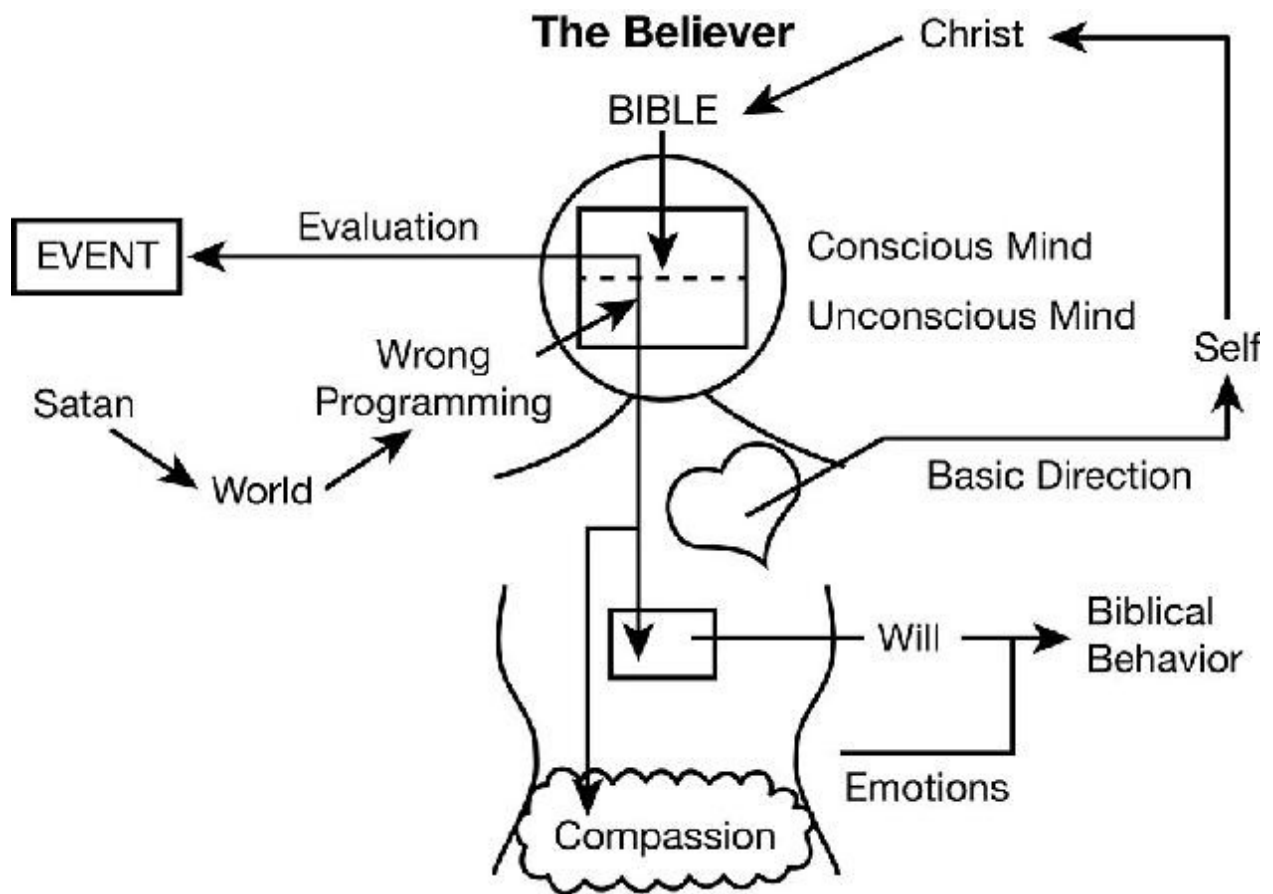 The Believer
Christ
BIBLE
Evaluation
EVENT
Conscious Mind
Unconscious Mind
Wrong
Programming
Self
Satan
World
Basic Direction
Will
Biblical
Behavior
Emotions
Compassion